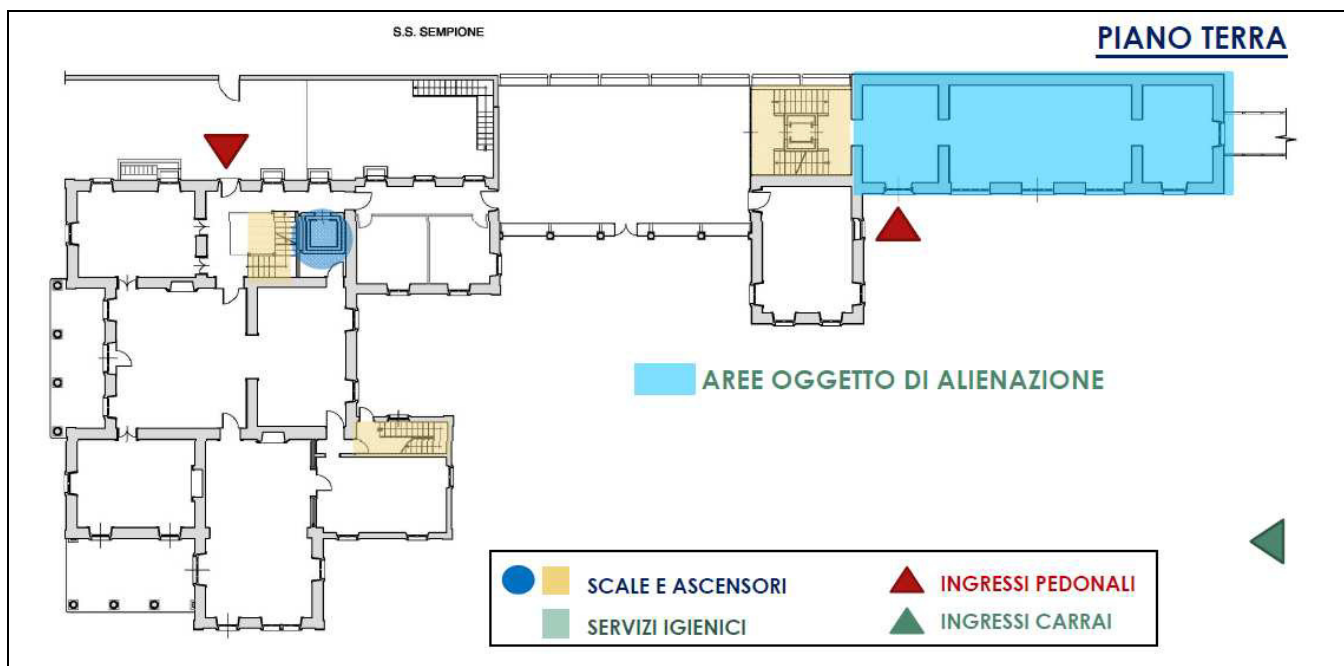 S.S. SEMPIONE
PIANO TERRA
AREE OGGETTO DI ALIENAZIONE
SCALE E ASCENSORI
INGRESSI PEDONALI
SERVIZI IGIENICI
INGRESSI CARRAI